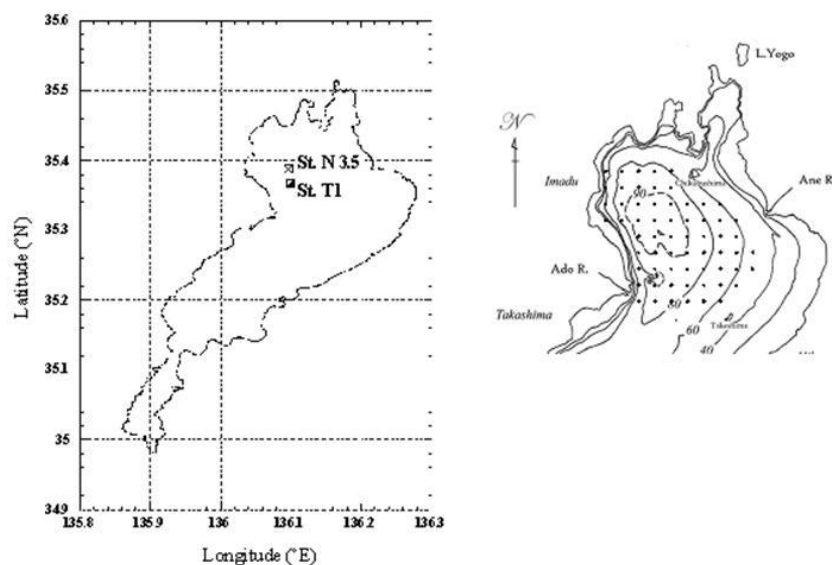 35.6
35.5
35.4
35.3
35.2
35.1
35
34.9
Latitude (°N)
St. N 3.5
St. T1
135.8 135.9 136 136.1 136.2 136.3
Longitude (°E)
L.Yogo
N
Imadu
Ane R
90
Ado R.
80
Takashima
60
40